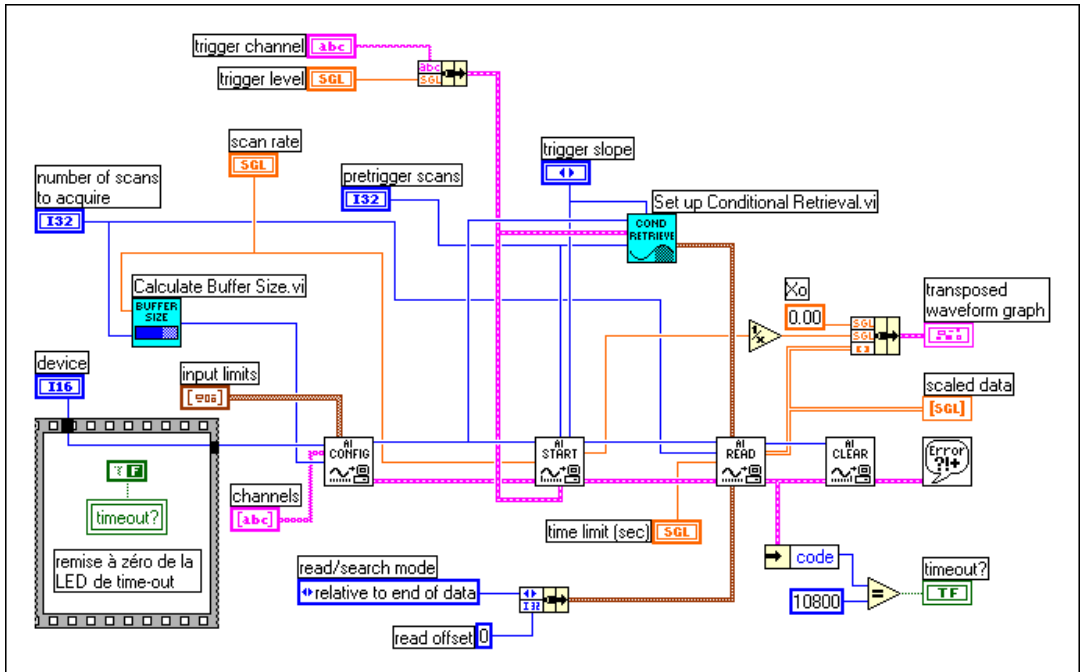 trigger channel
abc
trigger level
SGL
abc
SGL
scan rate
SGL
trigger slope
number of scans
to acquire
I32
pretrigger scans
I32
Set up Conditional Retrieval.vi
COND
RETRIEVE
Calculate Buffer Size.vi
BUFFER
SIZE
Xo
0.00
1/x
SGL
SGL
transposed
waveform graph
device
I16
input limits
scaled data
[SGL]
AI
CONFIG
AI
START
AI
READ
AI
CLEAR
Error
?!+
F
timeout?
remise à zéro de la
LED de time-out
channels
[abc]
time limit (sec)
SGL
read/search mode
relative to end of data
I32
read offset
0
code
10800
=
timeout?
TF